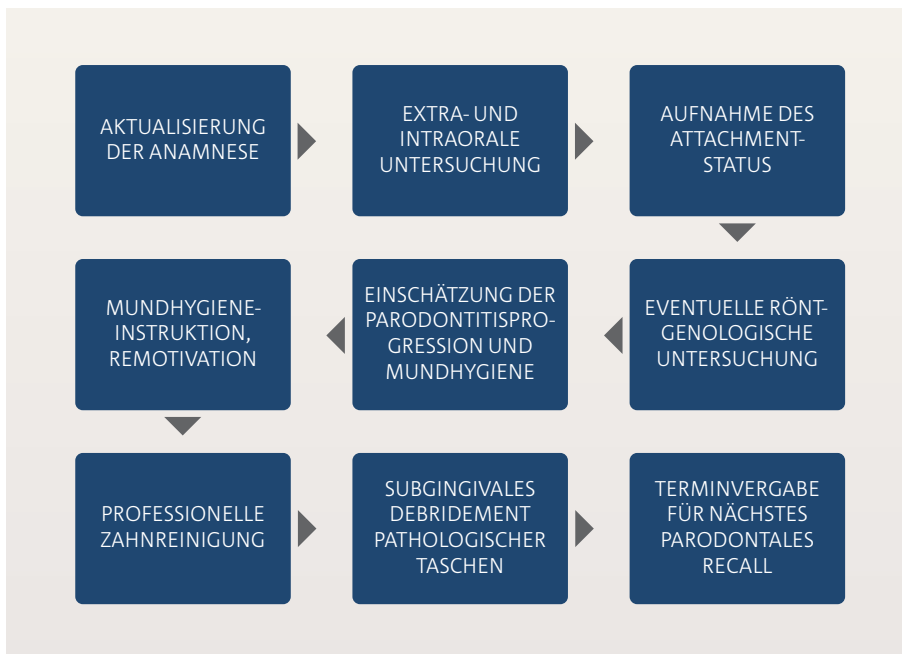 AKTUALISIERUNG
DER ANAMNESE
EXTRA- UND
INTRAORALE
UNTERSUCHUNG
AUFNAHME DES
ATTACHMENT-
STATUS
EVENTUELLE RÖNT-
GENOLOGISCHE
UNTERSUCHUNG
EINSCHÄTZUNG DER
PARODONTITISPRO-
GRESSION UND
MUNDHYGIENE
MUNDHYGIENE-
INSTRUKTION,
REMOTIVATION
PROFESSIONELLE
ZAHNREINIGUNG
SUBGINGIVALES
DEBRIDEMENT
PATHOLOGISCHER
TASCHEN
TERMINVERGABE
FÜR NÄCHSTES
PARODONTALES
RECALL